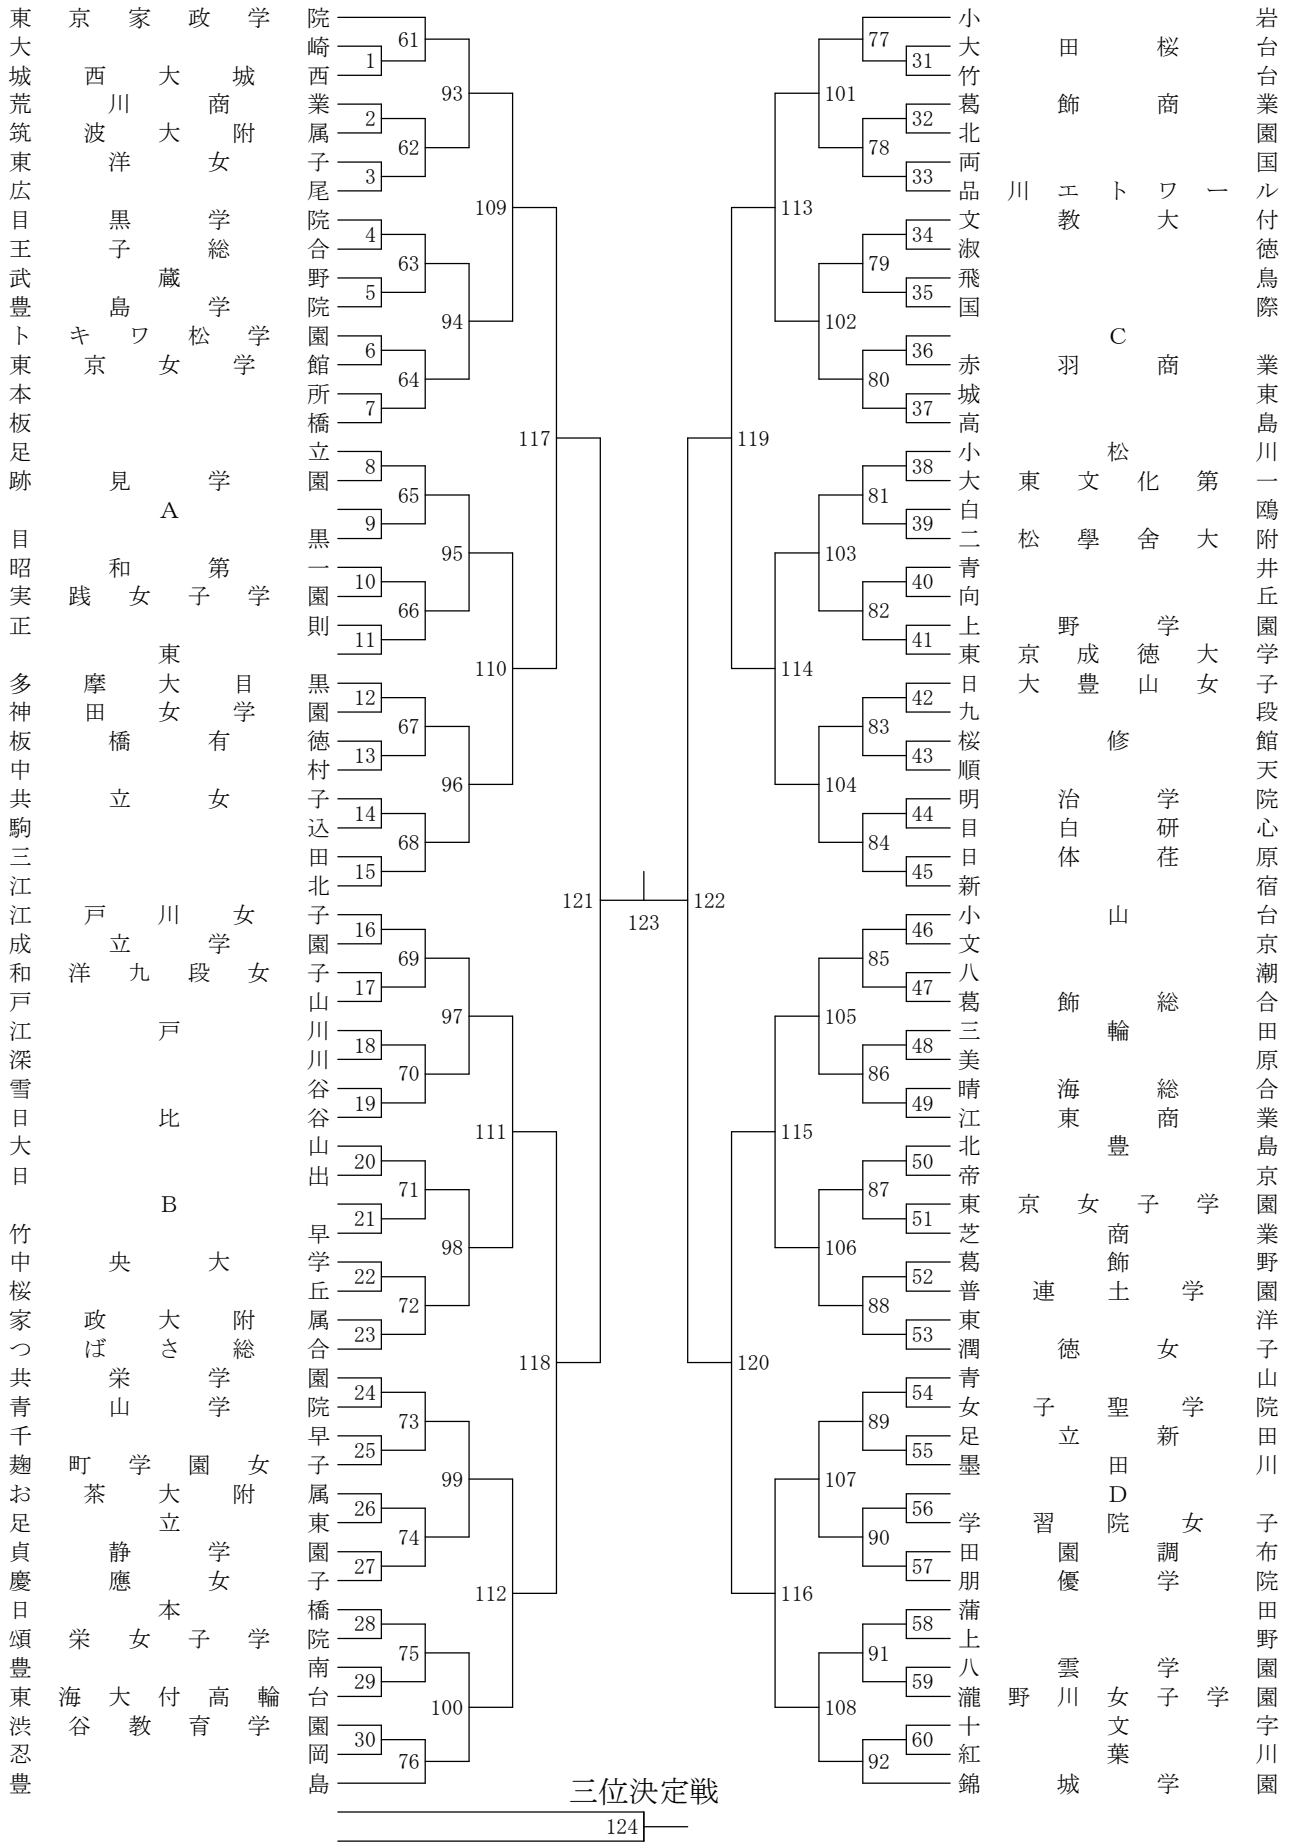 東京家政学院
大崎
城西大城西
荒川商業
筑波大附属
東洋女子
広尾
目黒学院
王子総合
武蔵野
豊島学院
トキワ松学園
東京女学館
本所
板橋
足立
跡見学園
A
目黒
昭和第一
実践女子学園
正則
東
多摩大目黒
神田女学園
板橋有徳
中村
共立女子
駒込
三田
江北
江戸川女子
成立学園
和洋九段女子
戸山
江戸川
深川
雪谷
日比谷
大山
日出
B
竹早
中央大学
桜丘
家政大附属
つばさ総合
共栄学園
青山学院
千早
麹町学園女子
お茶大附属
足立東
貞静学園
慶應女子
日本橋
頌栄女子学院
豊南
東海大付高輪台
渋谷教育学園
忍岡
豊島
1
2
3
4
5
6
7
8
9
10
11
12
13
14
15
16
17
18
19
20
21
22
23
24
25
26
27
28
29
30
61
62
63
64
65
66
67
68
69
70
71
72
73
74
75
76
93
94
95
96
97
98
99
100
109
110
111
112
117
118
121
123
122
119
120
113
114
115
116
101
102
103
104
105
106
107
108
77
78
79
80
81
82
83
84
85
86
87
88
89
90
91
92
31
32
33
34
35
36
37
38
39
40
41
42
43
44
45
46
47
48
49
50
51
52
53
54
55
56
57
58
59
60
小岩
大田桜台
竹台
葛飾商業
北園
両国
品川エトワール
文教大付
淑徳
飛鳥
国際
C
赤羽商業
城東
高島
小松川
大東文化第一
白鴎
二松學舎大附
青井
向丘
上野学園
東京成徳大学
日大豊山女子
九段
桜修館
順天
明治学院
目白研心
日体荏原
新宿
小山台
文京
八潮
葛飾総合
三輪田
美原
晴海総合
江東商業
北豊島
帝京
東京女子学園
芝商業
葛飾野
普連土学園
東洋
潤徳女子
青山
女子聖学院
足立新田
墨田川
D
学習院女子
田園調布
朋優学院
蒲田
上野
八雲学園
瀧野川女子学園
十文字
紅葉川
錦城学園
三位決定戦
124